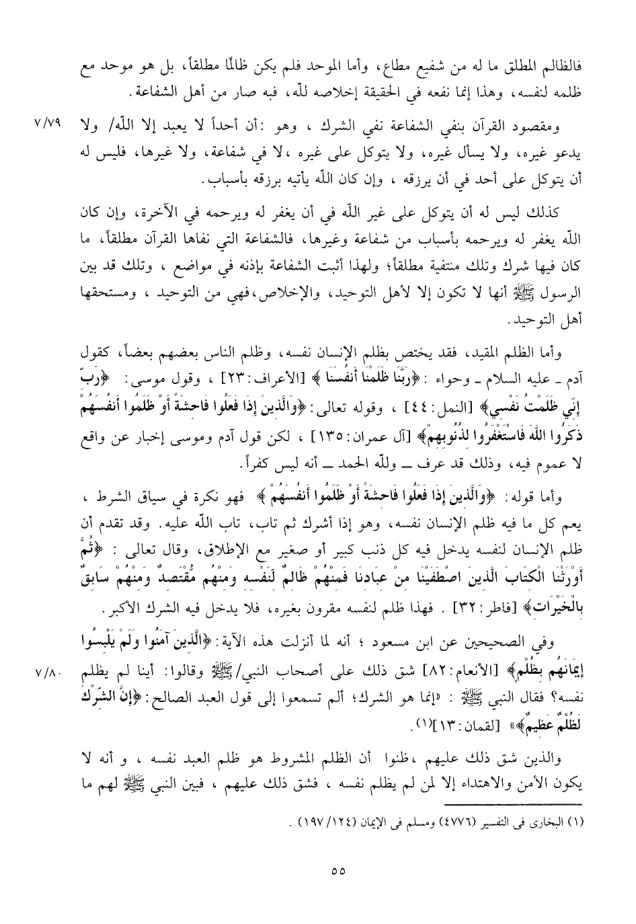 فالظالم المطلق ما له من شفيع مطاع، وأما الموحد فلم يكن ظالمًا مطلقاً، بل هو موحد مع
ظلمه لنفسه، وهذا إنما نفعه في الحقيقة إخلاصه لله، فبه صار من أهل الشفاعة.
ومقصود القرآن بنفي الشفاعة نفي الشرك ، وهو :أن أحداً لا يعبد إلا الله/ ولا ٧/٧٩
يدعو غيره، ولا يسأل غيره، ولا يتوكل على غيره ،لا في شفاعة، ولا غيرها، فليس له
أن يتوكل على أحد في أن يرزقه ، وإن كان الله يأتيه برزقه بأسباب.
كذلك ليس له أن يتوكل على غير الله في أن يغفر له ويرحمه في الآخرة، وإن كان
الله يغفر له ويرحمه بأسباب من شفاعة وغيرها، فالشفاعة التي نفاها القرآن مطلقاً، ما
كان فيها شرك وتلك منتفية مطلقاً؛ ولهذا أثبت الشفاعة بإذنه في مواضع ، وتلك قد بين
الرسول ﷺ أنها لا تكون إلا لأهل التوحيد، والإخلاص،فهي من التوحيد ، ومستحقها
أهل التوحيد.
وأما الظلم المقيد، فقد يختص بظلم الإنسان نفسه، وظلم الناس بعضهم بعضاً، كقول
آدم ـ عليه السلام ـ وحواء :﴿رَبَّنَا ظَلَمْنَا أَنفُسَنَا ﴾ [الأعراف:٢٣] ، وقول موسى: ﴿رَبِّ
إِنِّي ظَلَمْتُ نَفْسِي﴾ [النمل:٤٤] ، وقوله تعالى:﴿وَالَّذِينَ إِذَا فَعَلُوا فَاحِشَةً أَوْ ظَلَمُوا أَنفُسَهُمْ
ذَكَرُوا اللَّهَ فَاسْتَغْفَرُوا لِذُنُوبِهِمْ﴾ [آل عمران:١٣٥] ، لكن قول آدم وموسى إخبار عن واقع
لا عموم فيه، وذلك قد عرف ــ ولله الحمد ــ أنه ليس كفراً.
وأما قوله: ﴿وَالَّذِينَ إِذَا فَعَلُوا فَاحِشَةً أَوْ ظَلَمُوا أَنفُسَهُمْ ﴾ فهو نكرة في سياق الشرط ،
يعم كل ما فيه ظلم الإنسان نفسه، وهو إذا أشرك ثم تاب، تاب الله عليه. وقد تقدم أن
ظلم الإنسان لنفسه يدخل فيه كل ذنب كبير أو صغير مع الإطلاق، وقال تعالى : ﴿ثُمَّ
أَوْرَثْنَا الْكِتَابَ الَّذِينَ اصْطَفَيْنَا مِنْ عِبَادِنَا فَمِنْهُمْ ظَالِمٌ لِّنَفْسِهِ وَمِنْهُم مُّقْتَصِدٌ وَمِنْهُمْ سَابِقٌ
بِالْخَيْرَاتِ﴾ [فاطر:٣٢] . فهذا ظلم لنفسه مقرون بغيره، فلا يدخل فيه الشرك الأكبر.
وفي الصحيحين عن ابن مسعود ؛ أنه لما أنزلت هذه الآية: ﴿الَّذِينَ آمَنُوا وَلَمْ يَلْبِسُوا
إِيمَانَهُم بِظُلْمٍ﴾ [الأنعام:٨٢] شق ذلك على أصحاب النبي/ﷺ وقالوا: أينا لم يظلم ٧/٨٠
نفسه؟ فقال النبي ﷺ : «إنما هو الشرك؛ ألم تسمعوا إلى قول العبد الصالح:﴿إِنَّ الشِّرْكَ
لَظُلْمٌ عَظِيمٌ﴾» [لقمان:١٣](١).
والذين شق ذلك عليهم ،ظنوا أن الظلم المشروط هو ظلم العبد نفسه ، و أنه لا
يكون الأمن والاهتداء إلا لمن لم يظلم نفسه ، فشق ذلك عليهم ، فبين النبي ﷺ لهم ما
(١) البخارى فى التفسير (٤٧٧٦) ومسلم فى الإيمان (١٢٤/ ١٩٧) .
٥٥